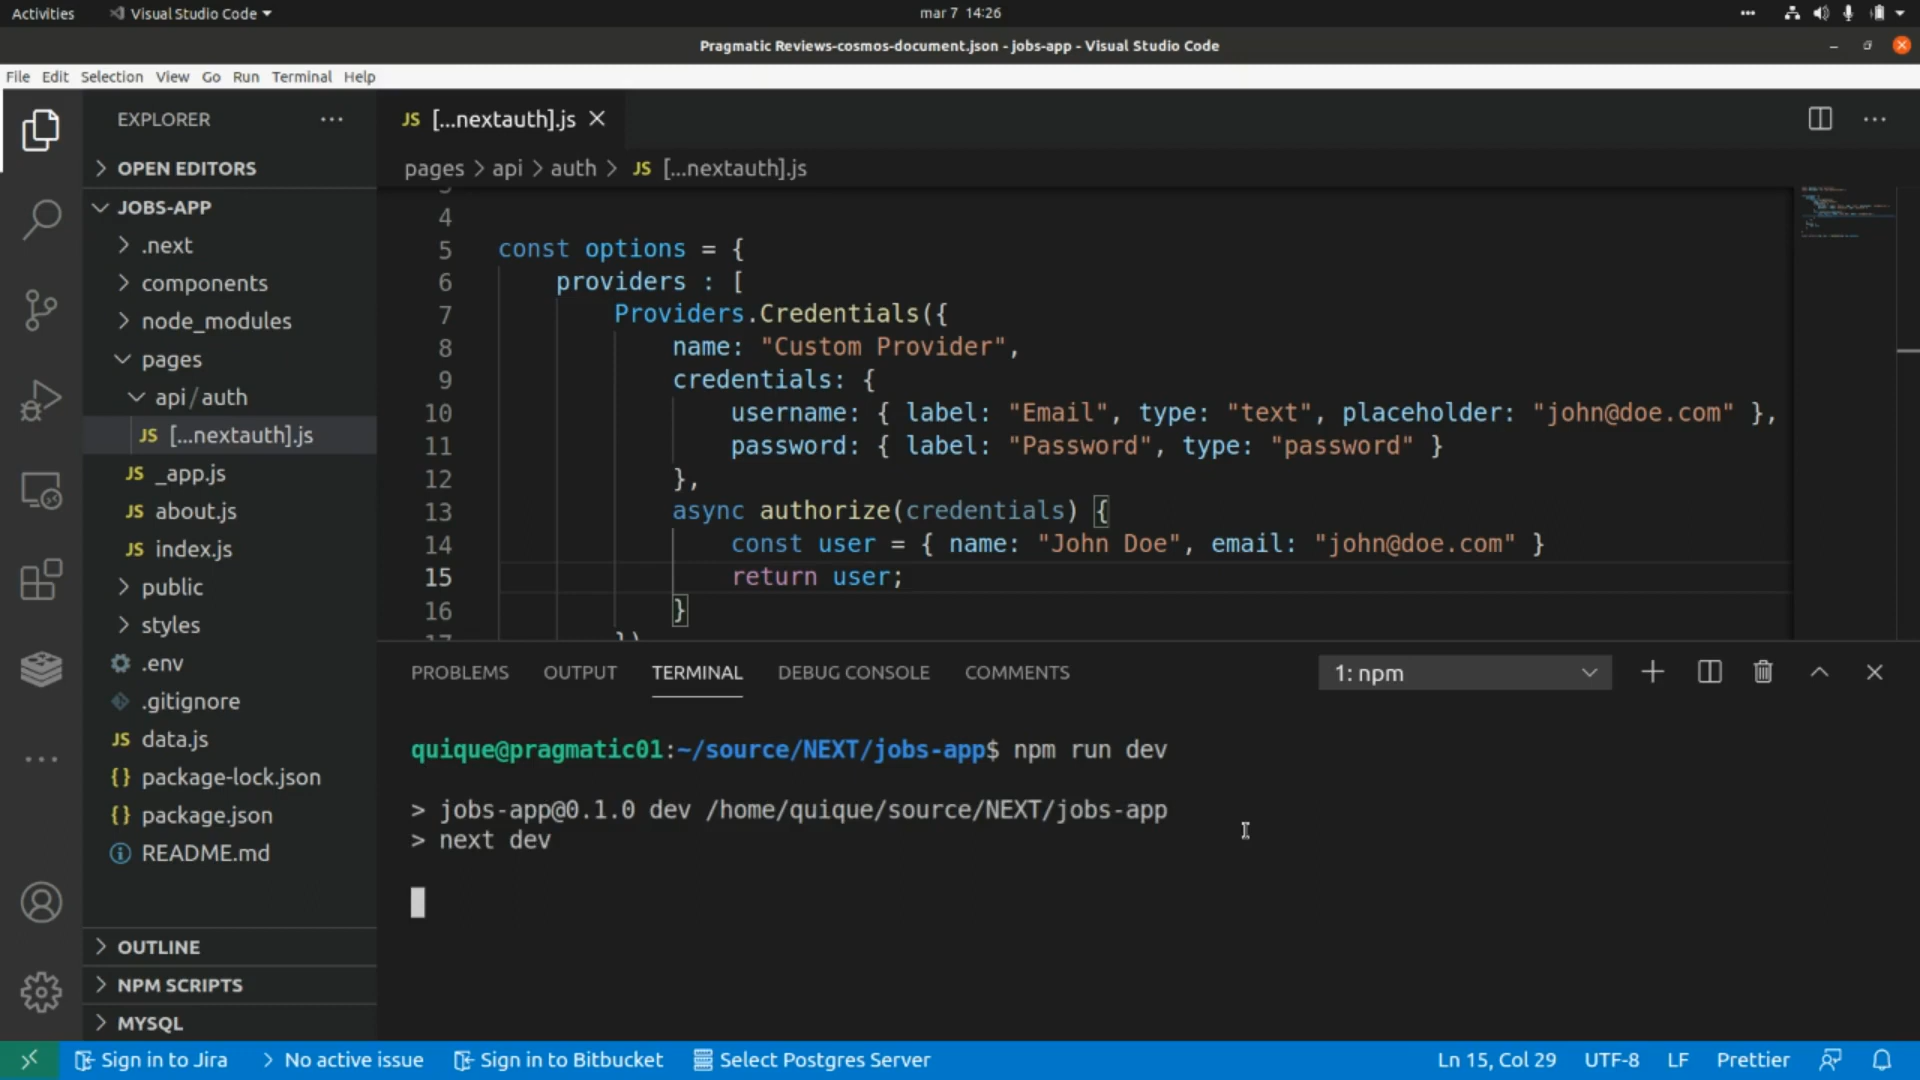 Activities
Visual Studio Code
mar 7 14:26
Pragmatic Reviews-cosmos-document.json - jobs-app - Visual Studio Code
File Edit Selection View Go Run Terminal Help
EXPLORER
OPEN EDITORS
JOBS-APP
.next
components
node_modules
pages
api/auth
JS [...nextauth].js
JS _app.js
JS about.js
JS index.js
public
styles
.env
.gitignore
JS data.js
{} package-lock.json
{} package.json
README.md
OUTLINE
NPM SCRIPTS
MYSQL
JS [...nextauth].js
pages > api > auth > JS [...nextauth].js
4
5 const options = {
6 providers : [
7 Providers.Credentials({
8 name: "Custom Provider",
9 credentials: {
10 username: { label: "Email", type: "text", placeholder: "john@doe.com" },
11 password: { label: "Password", type: "password" }
12 },
13 async authorize(credentials) {
14 const user = { name: "John Doe", email: "john@doe.com" }
15 return user;
16 }
PROBLEMS OUTPUT TERMINAL DEBUG CONSOLE COMMENTS
1: npm
quique@pragmatic01:~/source/NEXT/jobs-app$ npm run dev
> jobs-app@0.1.0 dev /home/quique/source/NEXT/jobs-app
> next dev
Sign in to Jira
No active issue
Sign in to Bitbucket
Select Postgres Server
Ln 15, Col 29
UTF-8
LF
Prettier